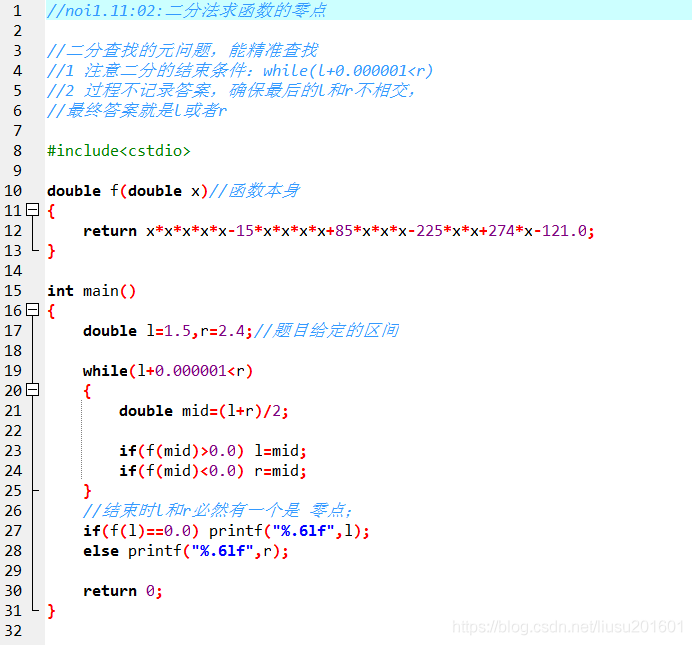 1 //noi1.11:02:二分法求函数的零点
2
3 //二分查找的元问题，能精准查找
4 //1 注意二分的结束条件：while(l+0.000001<r)
5 //2 过程不记录答案，确保最后的l和r不相交，
6 //最终答案就是l或者r
7
8 #include<cstdio>
9
10 double f(double x)//函数本身
11 {
12 return x*x*x*x*x-15*x*x*x*x+85*x*x*x-225*x*x+274*x-121.0;
13 }
14
15 int main()
16 {
17 double l=1.5,r=2.4;//题目给定的区间
18
19 while(l+0.000001<r)
20 {
21 double mid=(l+r)/2;
22
23 if(f(mid)>0.0) l=mid;
24 if(f(mid)<0.0) r=mid;
25 }
26 //结束时l和r必然有一个是 零点；
27 if(f(l)==0.0) printf("%.6lf",l);
28 else printf("%.6lf",r);
29
30 return 0;
31 }
32
https://blog.csdn.net/liusu201601